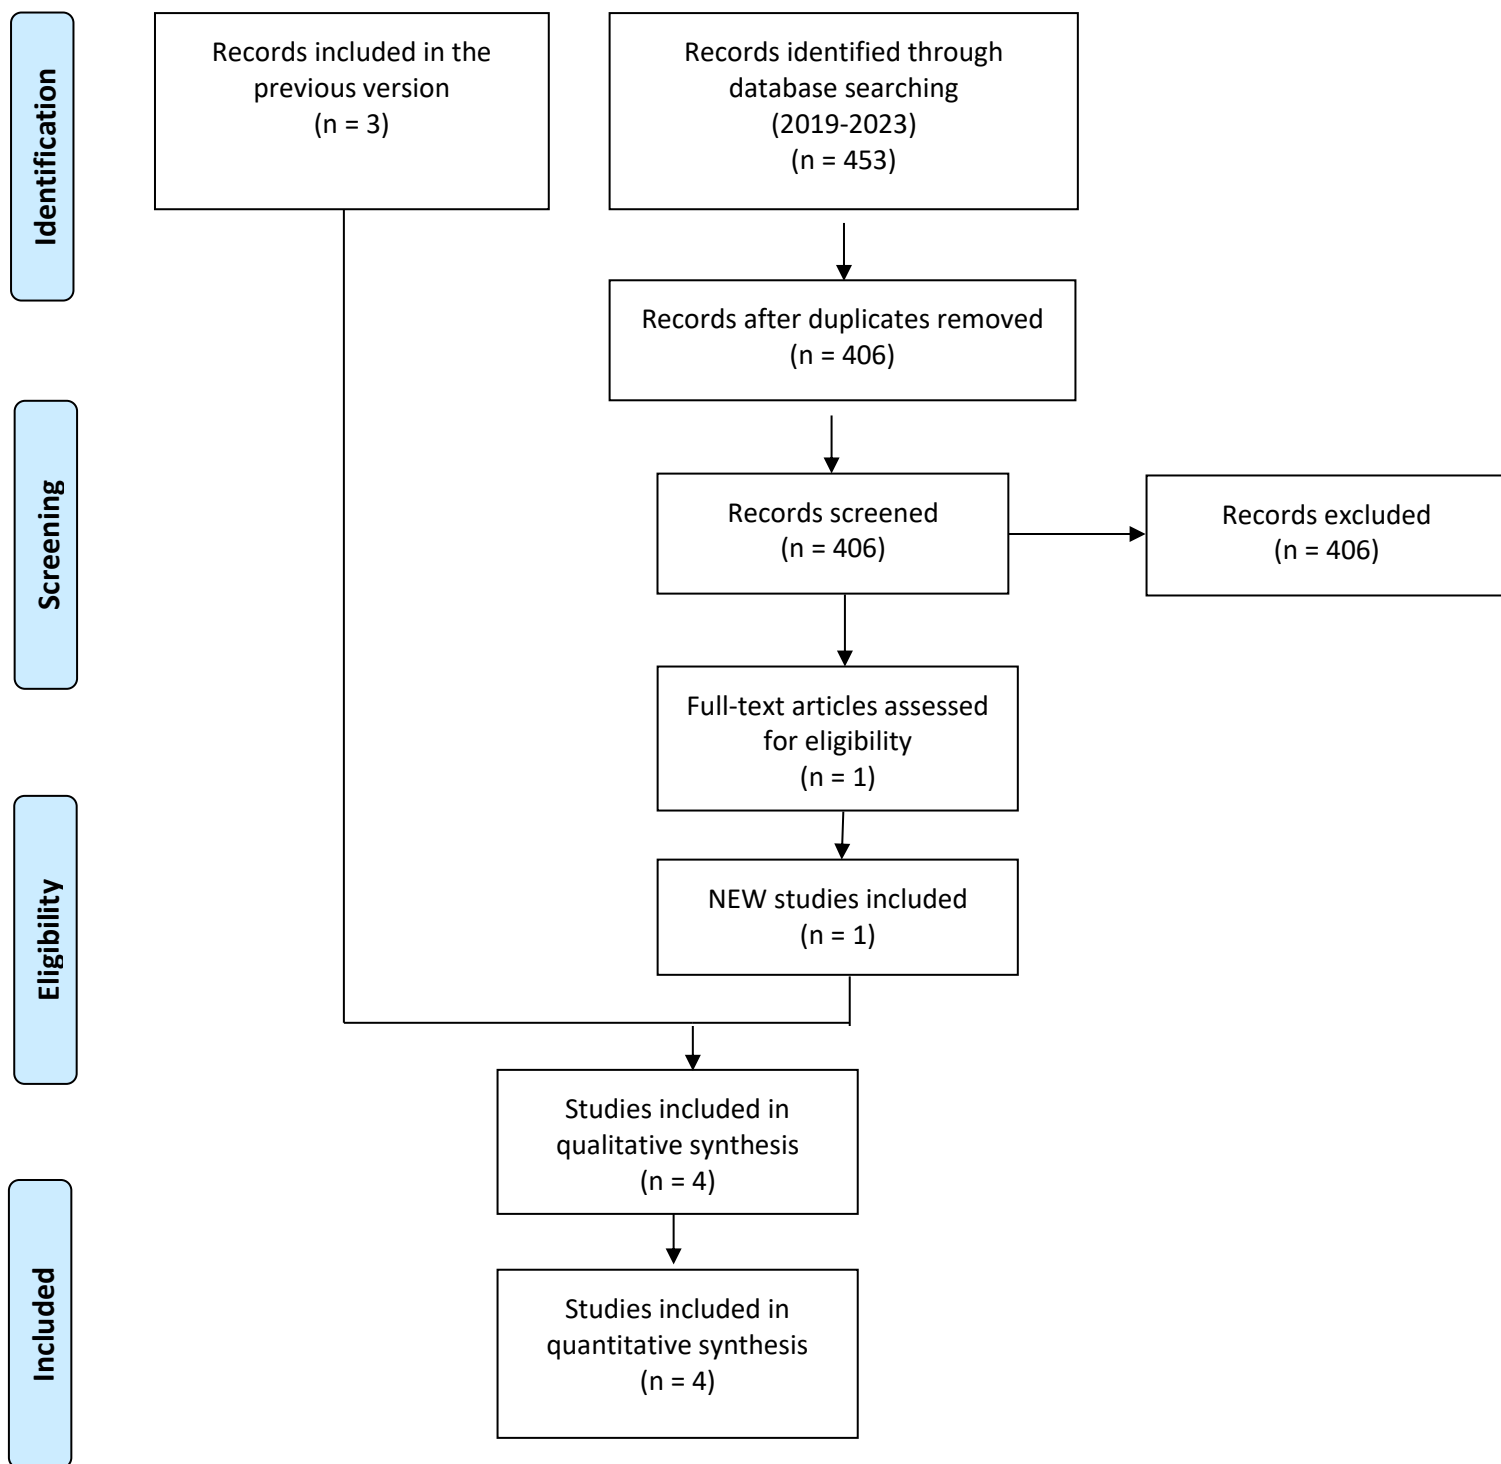 Identification
Records included in the
previous version
(n = 3)
Records identified through
database searching
(2019-2023)
(n = 453)
Records after duplicates removed
(n = 406)
Screening
Records screened
(n = 406)
Records excluded
(n = 406)
Full-text articles assessed
for eligibility
(n = 1)
Eligibility
NEW studies included
(n = 1)
Studies included in
qualitative synthesis
(n = 4)
Included
Studies included in
quantitative synthesis
(n = 4)